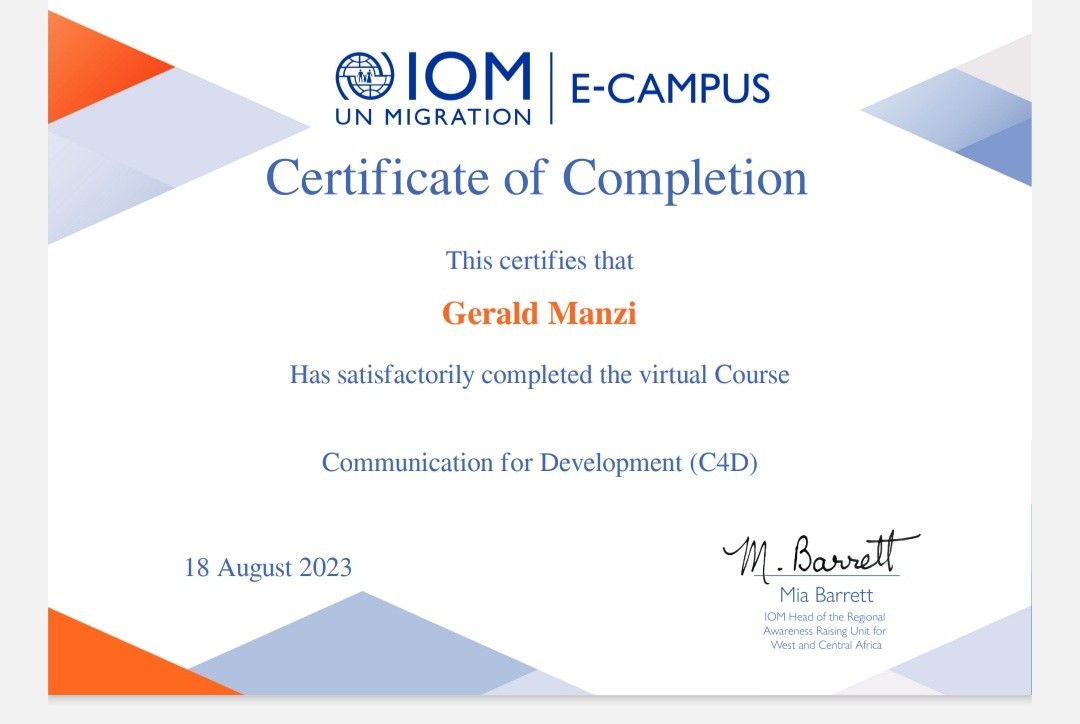 IOM
UN MIGRATION
E-CAMPUS
Certificate of Completion
This certifies that
Gerald Manzi
Has satisfactorily completed the virtual Course
Communication for Development (C4D)
18 August 2023
M. Barrett
Mia Barrett
IOM Head of the Regional
Awareness Raising Unit for
West and Central Africa